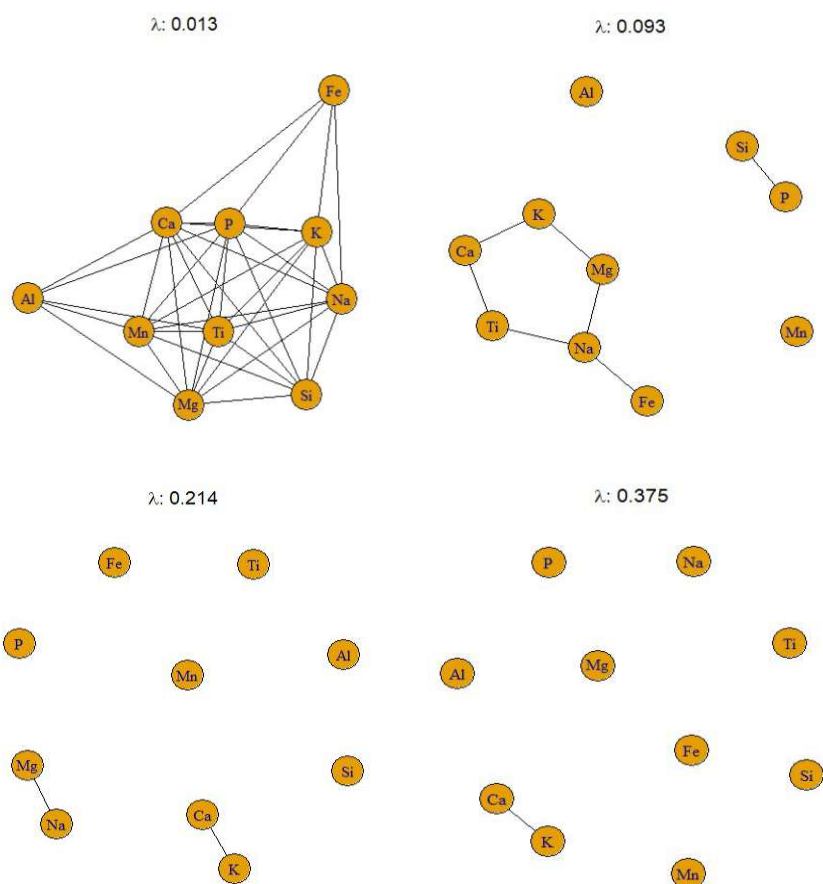 λ: 0.013
λ: 0.093
Fe
Ca
P
K
Al
Na
Mn
Ti
Mg
Si
Al
Si
P
K
Ca
Mg
Ti
Na
Mn
Fe
λ: 0.214
λ: 0.375
Fe
Ti
P
Mn
Al
Mg
Si
Na
Ca
K
P
Na
Ti
Al
Mg
Fe
Ca
Si
K
Mn